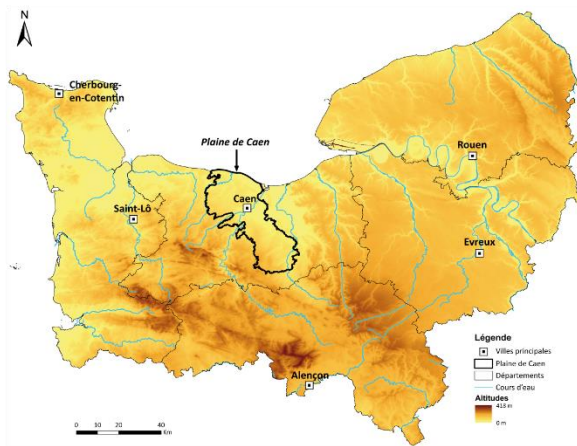 N
Cherbourg-
en-Cotentin
Plaine de Caen
Rouen
Caen
Saint-Lô
Evreux
Alençon
Légende
Villes principales
Plaine de Caen
Départements
Cours d'eau
Altitudes
413 m
0 m
0 10 20 40
Km